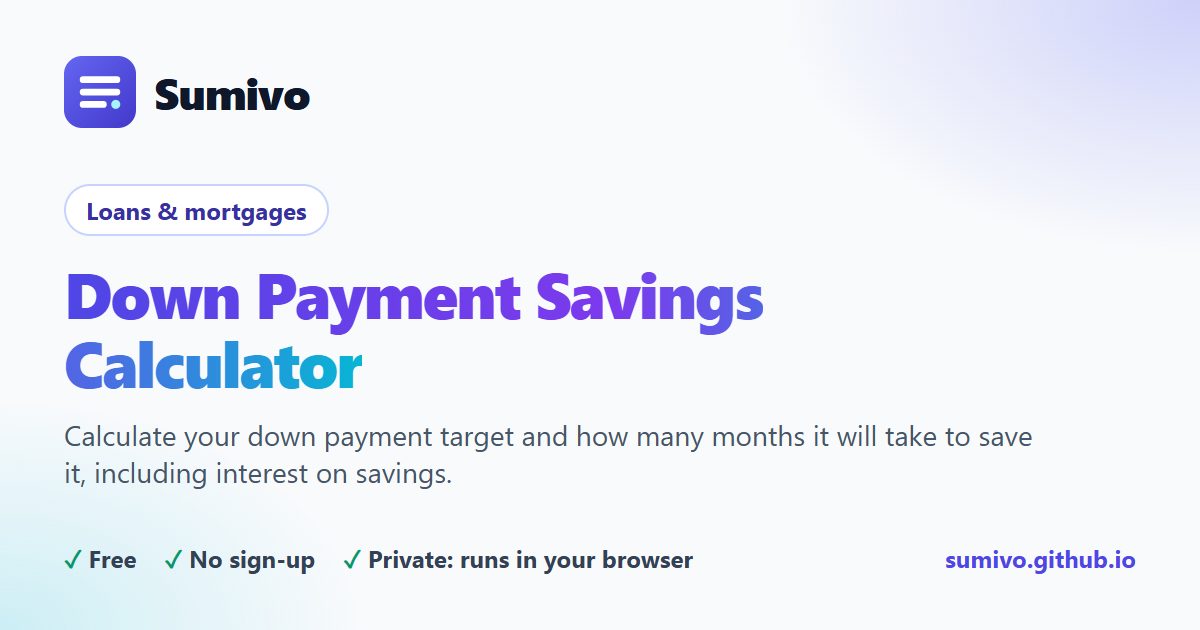 Sumivo
Loans & mortgages
Down Payment Savings
Calculator
Calculate your down payment target and how many months it will take to save
it, including interest on savings.
✓ Free ✓ No sign-up ✓ Private: runs in your browser
sumivo.github.io